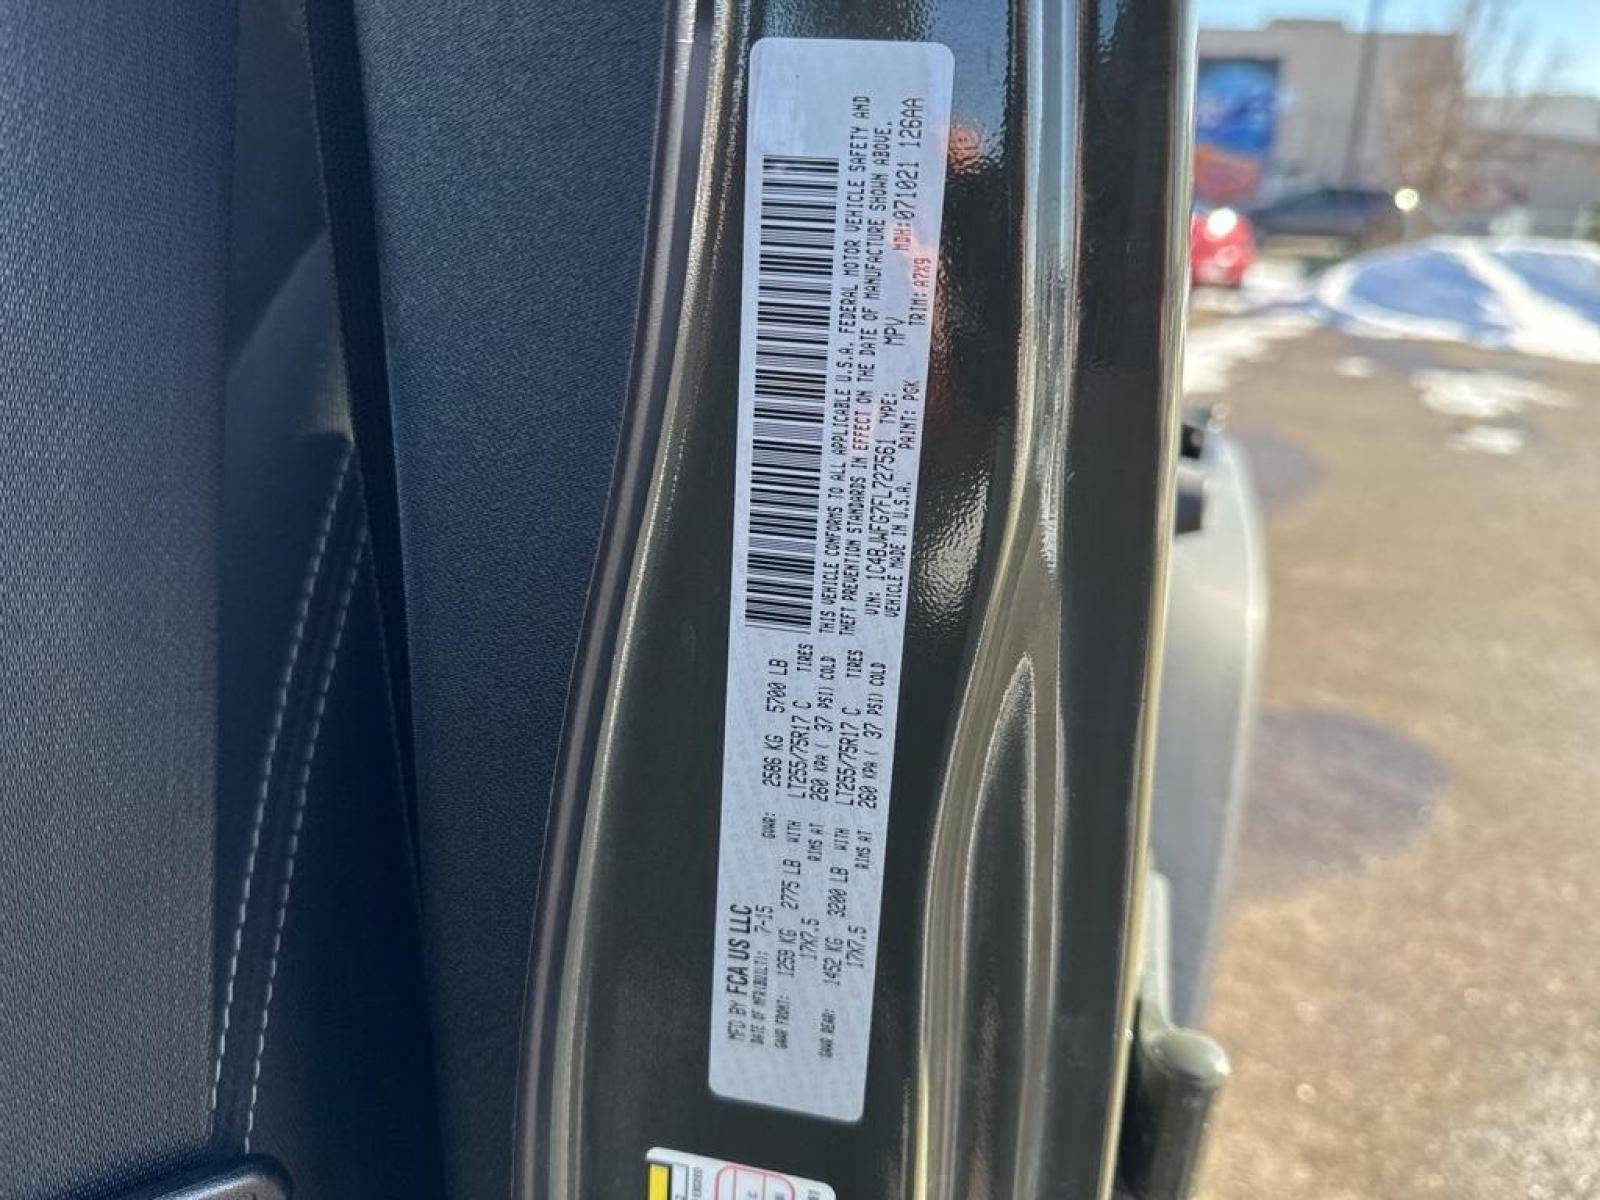 MFD BY FCA US LLC
DATE OF MFR(BUILT): 7-15 GVWR: 2586 KG 5700 LB
GAWR FRONT: 1259 KG 2775 LB WITH LT255/75R17 C TIRES
17X7.5 RIMS AT 260 KPA ( 37 PSI) COLD
GAWR REAR: 1452 KG 3200 LB WITH LT255/75R17 C TIRES
17X7.5 RIMS AT 260 KPA ( 37 PSI) COLD
THIS VEHICLE CONFORMS TO ALL APPLICABLE U.S.A. FEDERAL MOTOR VEHICLE SAFETY AND
THEFT PREVENTION STANDARDS IN EFFECT ON THE DATE OF MANUFACTURE SHOWN ABOVE.
VIN: 1C4BJWFG7FL727561 TYPE: MPV MDH:071021 126AA
VEHICLE MADE IN U.S.A. PAINT: PGK TRIM: A7X9